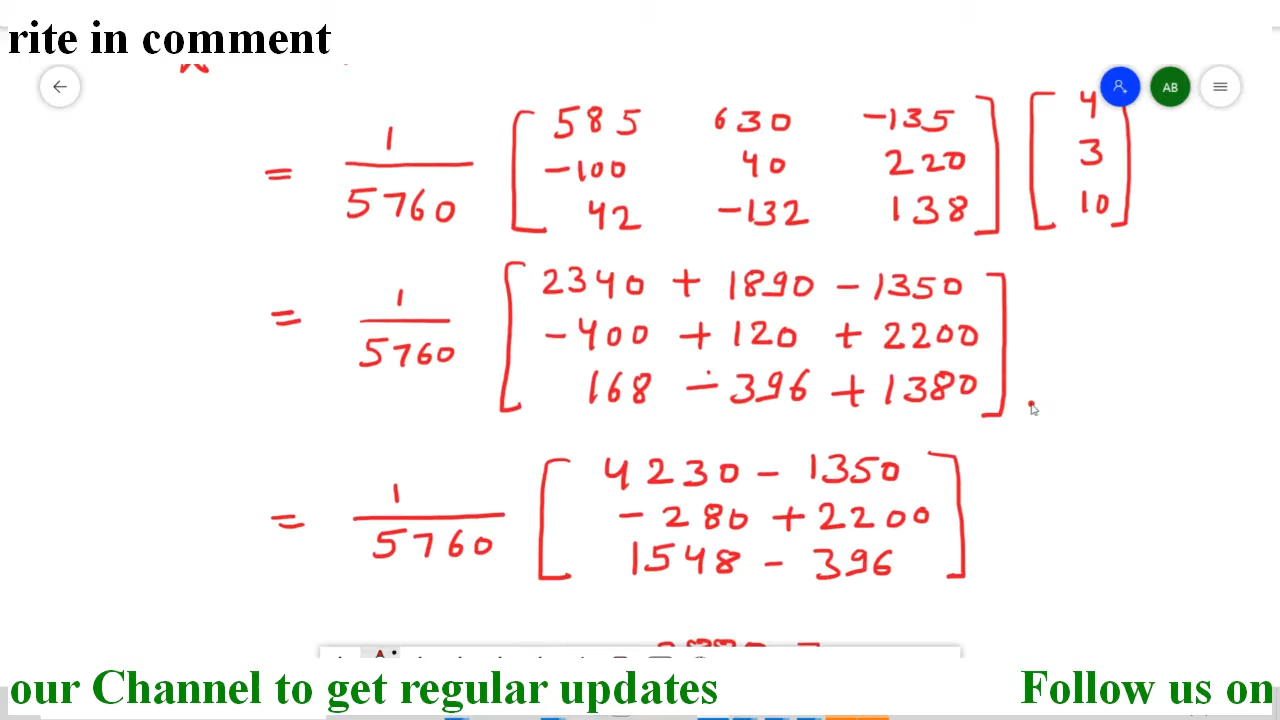 rite in comment
AB
= 1/5760 [ 585 630 -135 ] [ 4 ]
[ -100 40 220 ] [ 3 ]
[ 42 -132 138 ] [ 10 ]
= 1/5760 [ 2340 + 1890 - 1350 ]
[ -400 + 120 + 2200 ]
[ 168 - 396 + 1380 ]
= 1/5760 [ 4230 - 1350 ]
[ - 280 + 2200 ]
[ 1548 - 396 ]
our Channel to get regular updates Follow us on